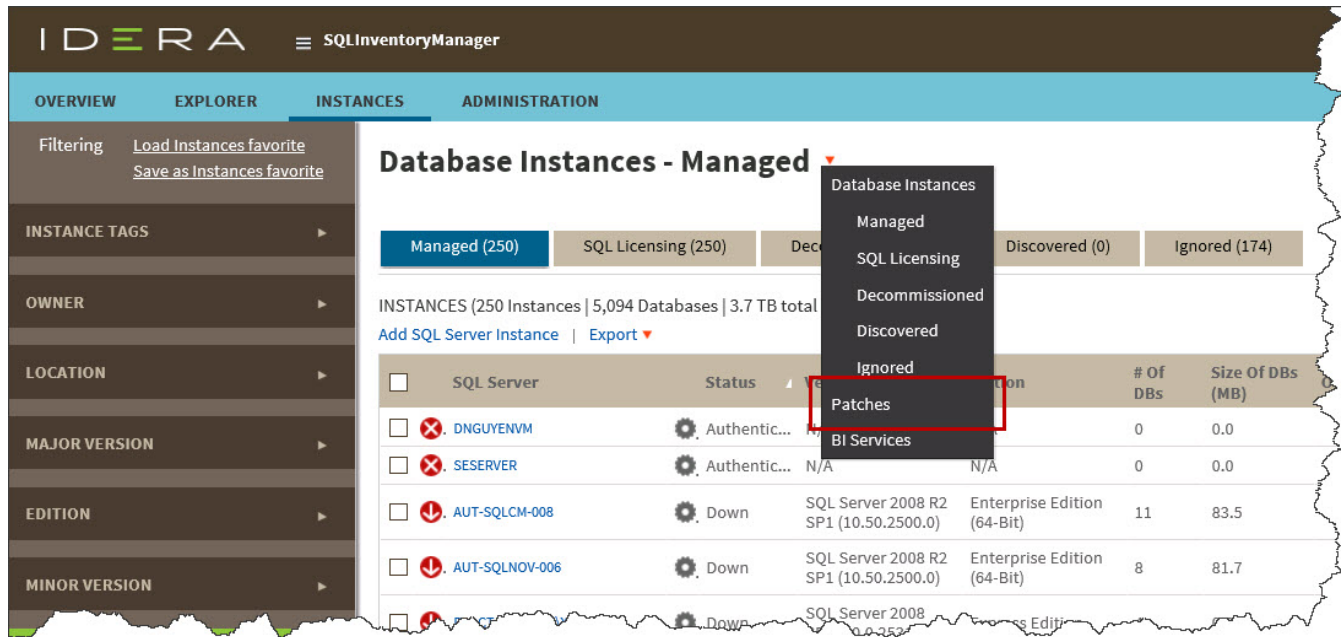 IDERA
SQLInventoryManager
OVERVIEW EXPLORER INSTANCES ADMINISTRATION
Filtering
Load Instances favorite
Save as Instances favorite
INSTANCE TAGS
OWNER
LOCATION
MAJOR VERSION
EDITION
MINOR VERSION
Database Instances - Managed
Database Instances
Managed
SQL Licensing
Decommissioned
Discovered
Ignored
Patches
BI Services
Managed (250) SQL Licensing (250) Discovered (0) Ignored (174)
INSTANCES (250 Instances | 5,094 Databases | 3.7 TB total
Add SQL Server Instance | Export
SQL Server Status # Of DBs Size Of DBs (MB)
DNGUYENVM Authentic... 0 0.0
SESERVER Authentic... N/A N/A 0 0.0
AUT-SQLCM-008 Down SQL Server 2008 R2 SP1 (10.50.2500.0) Enterprise Edition (64-Bit) 11 83.5
AUT-SQLNOV-006 Down SQL Server 2008 R2 SP1 (10.50.2500.0) Enterprise Edition (64-Bit) 8 81.7
Down SQL Server 2008